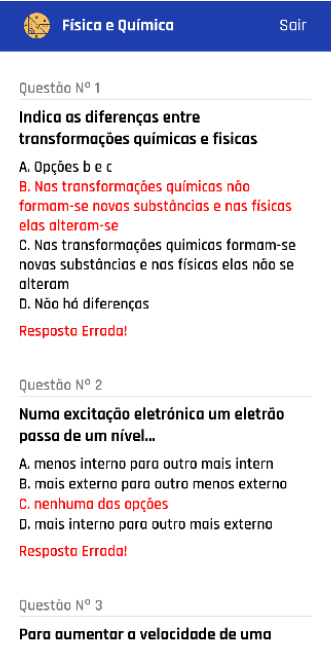 Física e Química
Sair
Questão Nº 1
Indica as diferenças entre
transformações químicas e fisicas
A. Opções b e c
B. Nas transformações químicas não
formam-se novas substâncias e nas físicas
elas alteram-se
C. Nas transformações quimicas formam-se
novas substâncias e nas físicas elas não se
alteram
D. Não há diferenças
Resposta Errada!
Questão Nº 2
Numa excitação eletrónica um eletrão
passa de um nível...
A. menos interno para outro mais intern
B. mais externo para outro menos externo
C. nenhuma das opções
D. mais interno para outro mais externo
Resposta Errada!
Questão Nº 3
Para aumentar a velocidade de uma